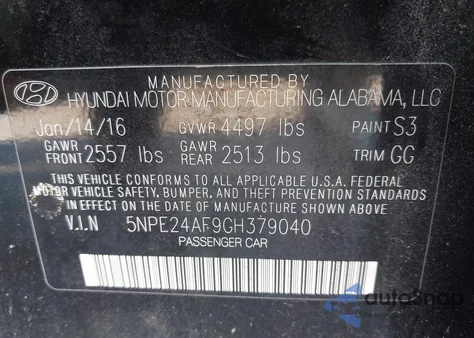 MANUFACTURED BY
HYUNDAI MOTOR MANUFACTURING ALABAMA, LLC
Jan/14/16 GVWR 4497 lbs PAINT S3
GAWR FRONT 2557 lbs GAWR REAR 2513 lbs TRIM GG
THIS VEHICLE CONFORMS TO ALL APPLICABLE U.S.A. FEDERAL
MOTOR VEHICLE SAFETY, BUMPER, AND THEFT PREVENTION
STANDARDS IN EFFECT ON THE DATE OF MANUFACTURE SHOWN ABOVE.
V.I.N 5NPE24AF9GH379040
PASSENGER CAR
autoSnap